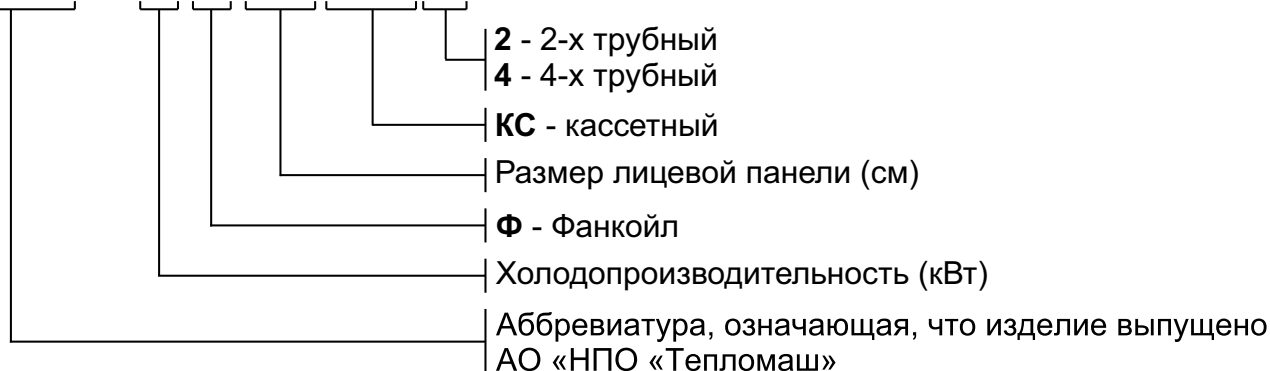 2 - 2-х трубный
4 - 4-х трубный
КС - кассетный
Размер лицевой панели (см)
Ф - Фанкойл
Холодопроизводительность (кВт)
Аббревиатура, означающая, что изделие выпущено
АО «НПО «Тепломаш»